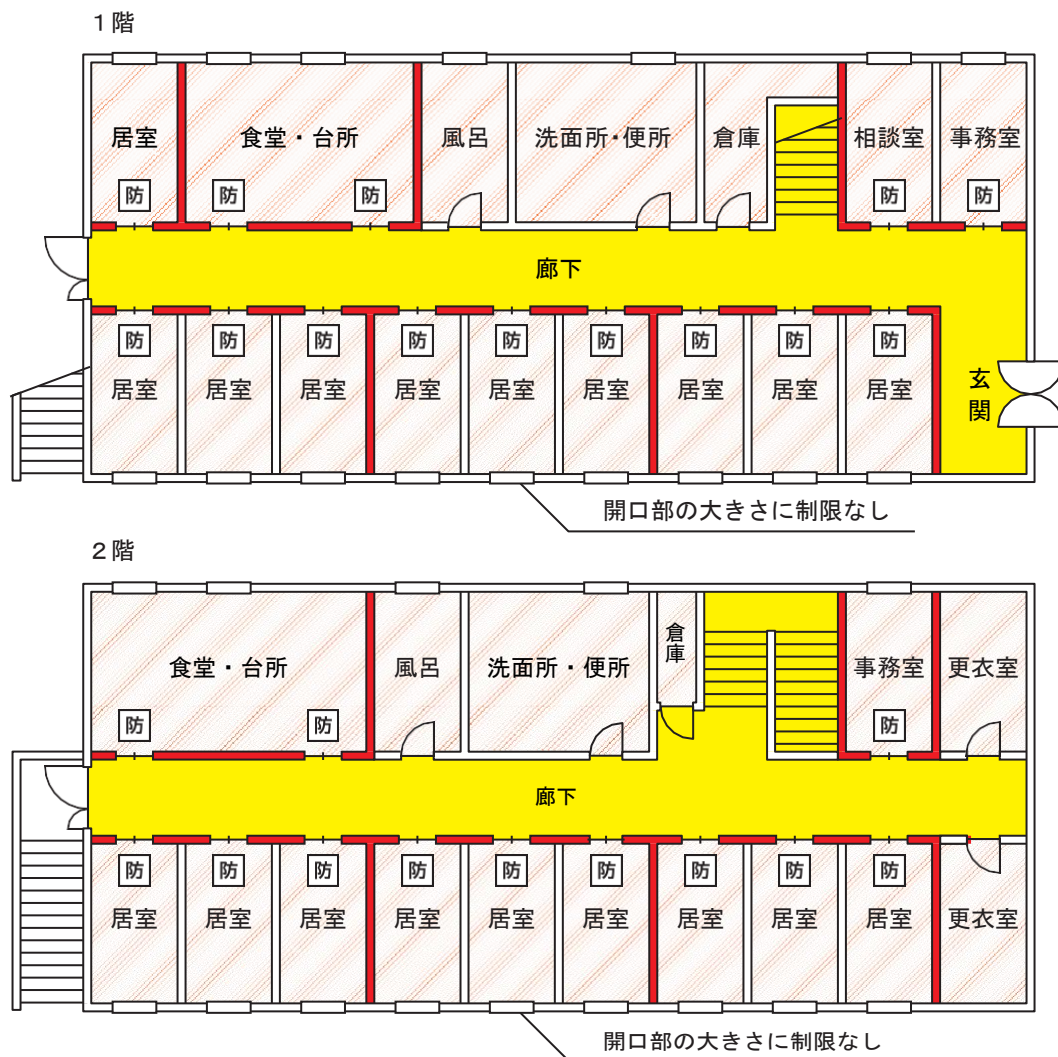 １階
居室
食堂・台所
風呂
洗面所・便所
倉庫
相談室
事務室
防
防
防
防
防
廊下
防
防
防
防
防
防
防
防
防
居室
居室
居室
居室
居室
居室
居室
居室
居室
玄関
開口部の大きさに制限なし
２階
食堂・台所
風呂
洗面所・便所
倉庫
事務室
更衣室
防
防
防
廊下
防
防
防
防
防
防
防
防
防
居室
居室
居室
居室
居室
居室
居室
居室
居室
更衣室
開口部の大きさに制限なし